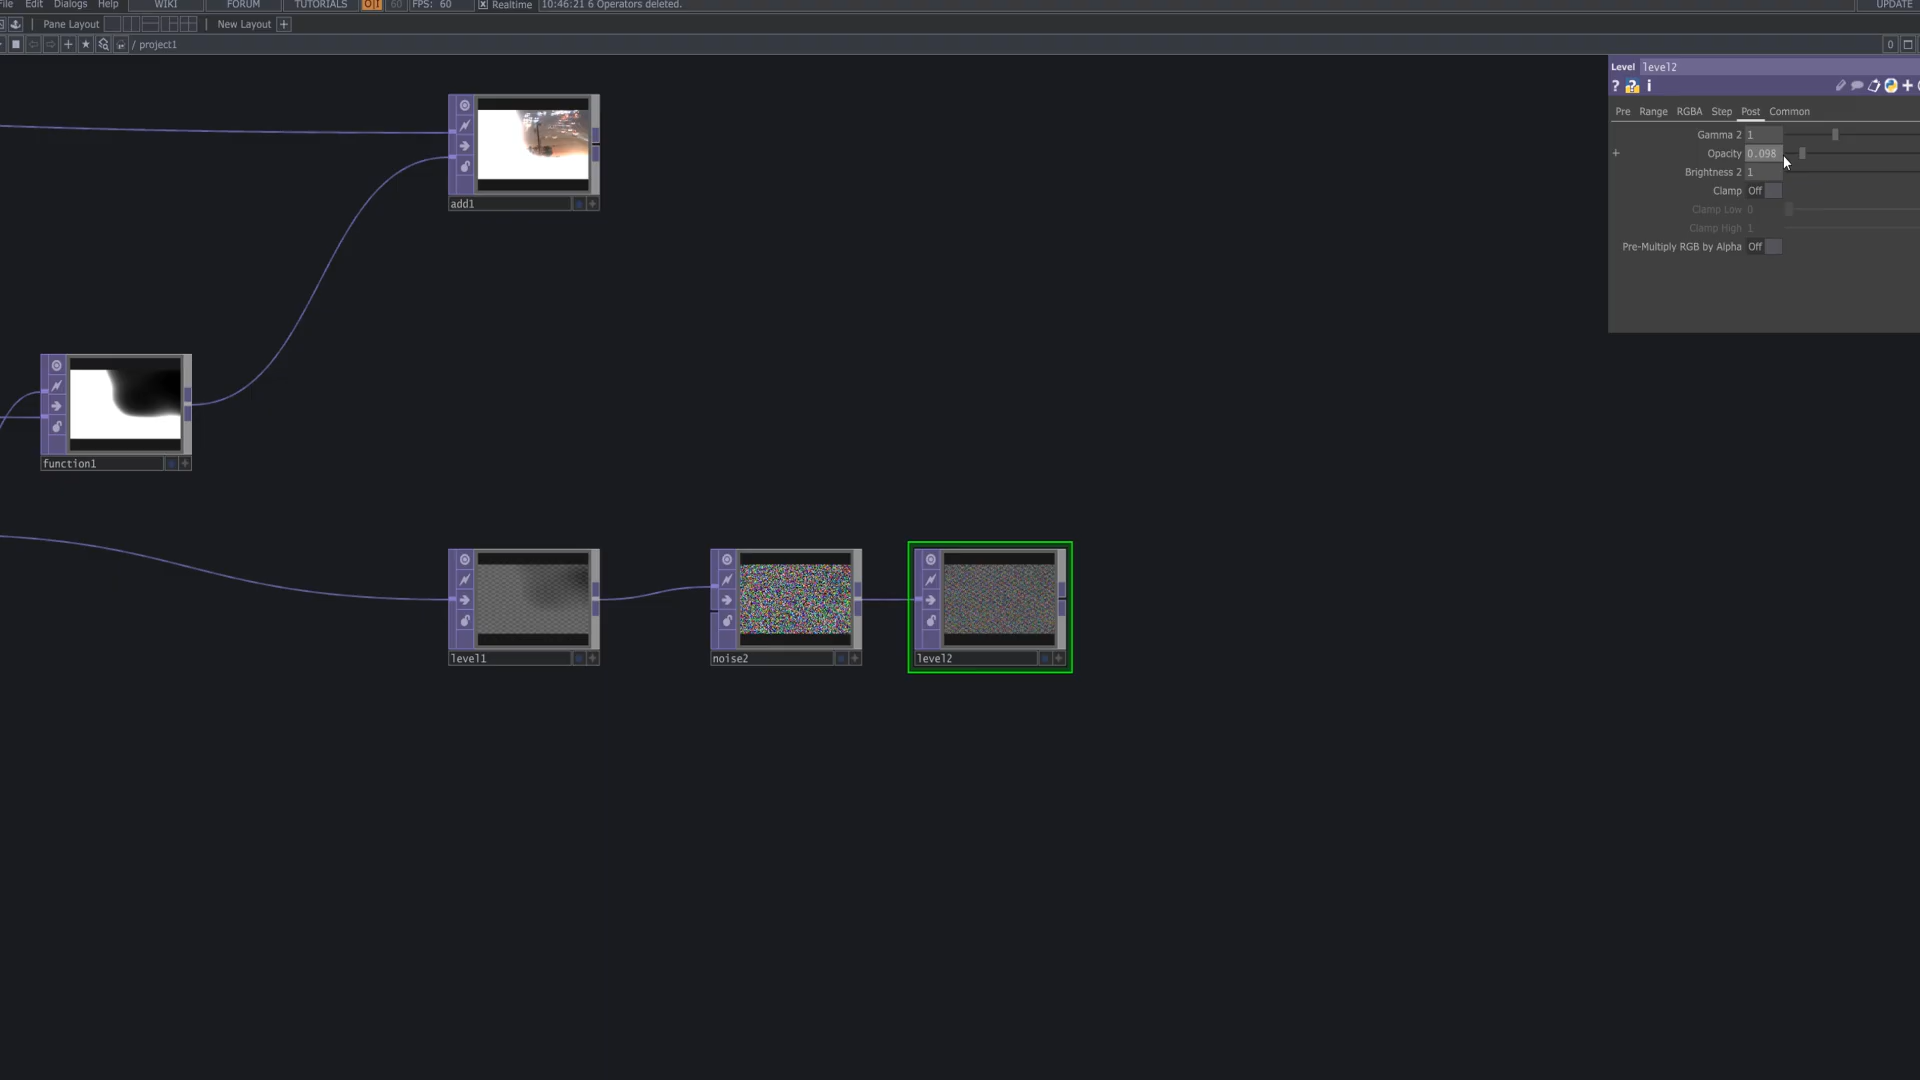 File Edit Dialogs Help WIKI FORUM TUTORIALS O|I 60 FPS: 60 Realtime 10:46:21 6 Operators deleted. UPDATE
Pane Layout New Layout +
/ project1 0
Level level2
? ? i
Pre Range RGBA Step Post Common
Gamma 2 1
+ Opacity 0.098
Brightness 2 1
Clamp Off
Clamp Low 0
Clamp High 1
Pre-Multiply RGB by Alpha Off
add1
function1
level1
noise2
level2